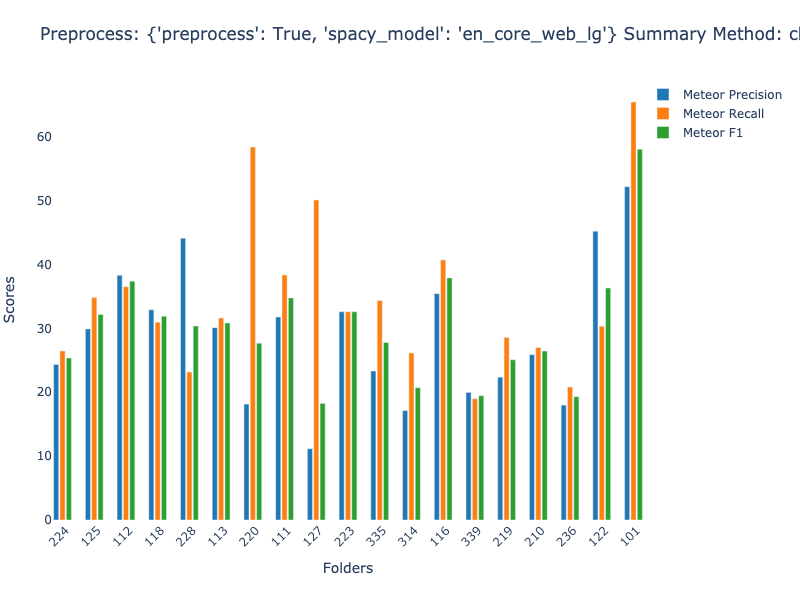 Preprocess: {'preprocess': True, 'spacy_model': 'en_core_web_lg'} Summary Method:
Meteor Precision
Meteor Recall
Meteor F1
60
50
40
30
20
10
0
Scores
224 125 112 118 228 113 220 111 127 223 335 314 116 339 219 210 236 122 101
Folders